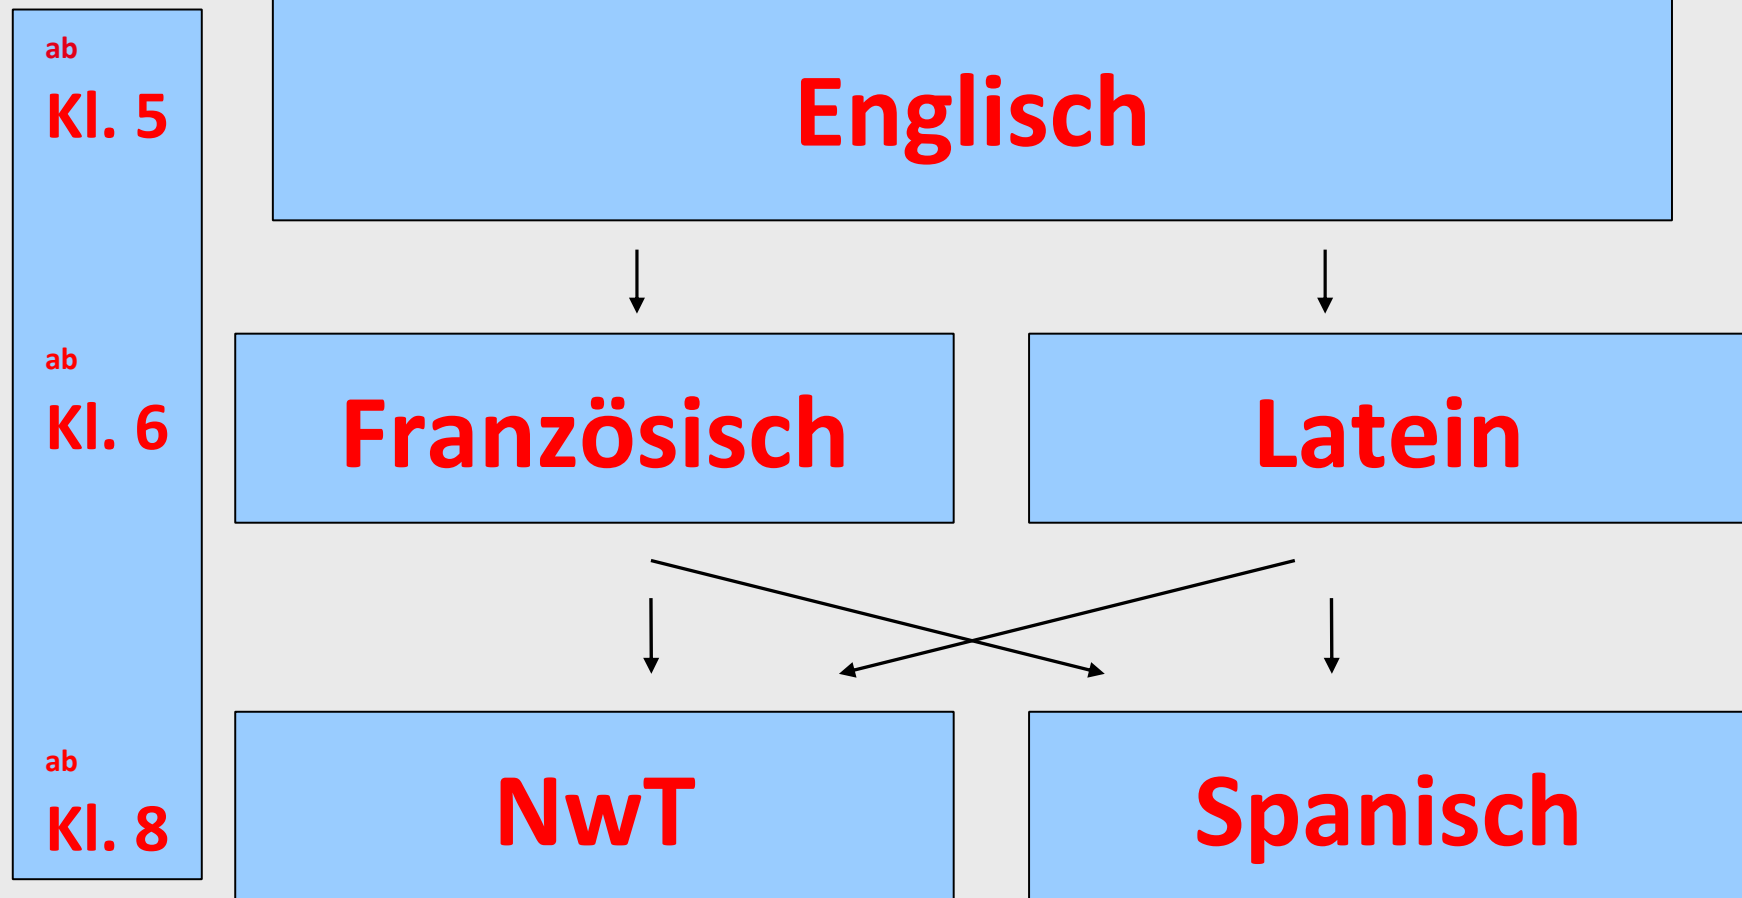 ab
Kl. 5
Englisch
ab
Kl. 6
Französisch
Latein
ab
Kl. 8
NwT
Spanisch